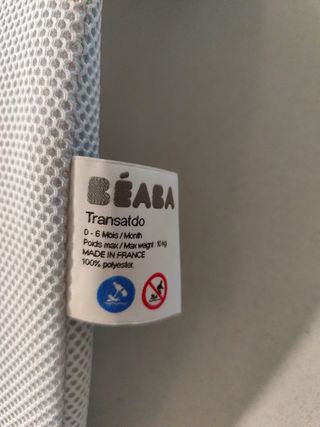 BÉABA
Transatdo
0 - 6 Mois / Month
Poids max / Max weight : 10 kg
MADE IN FRANCE
100% polyester.